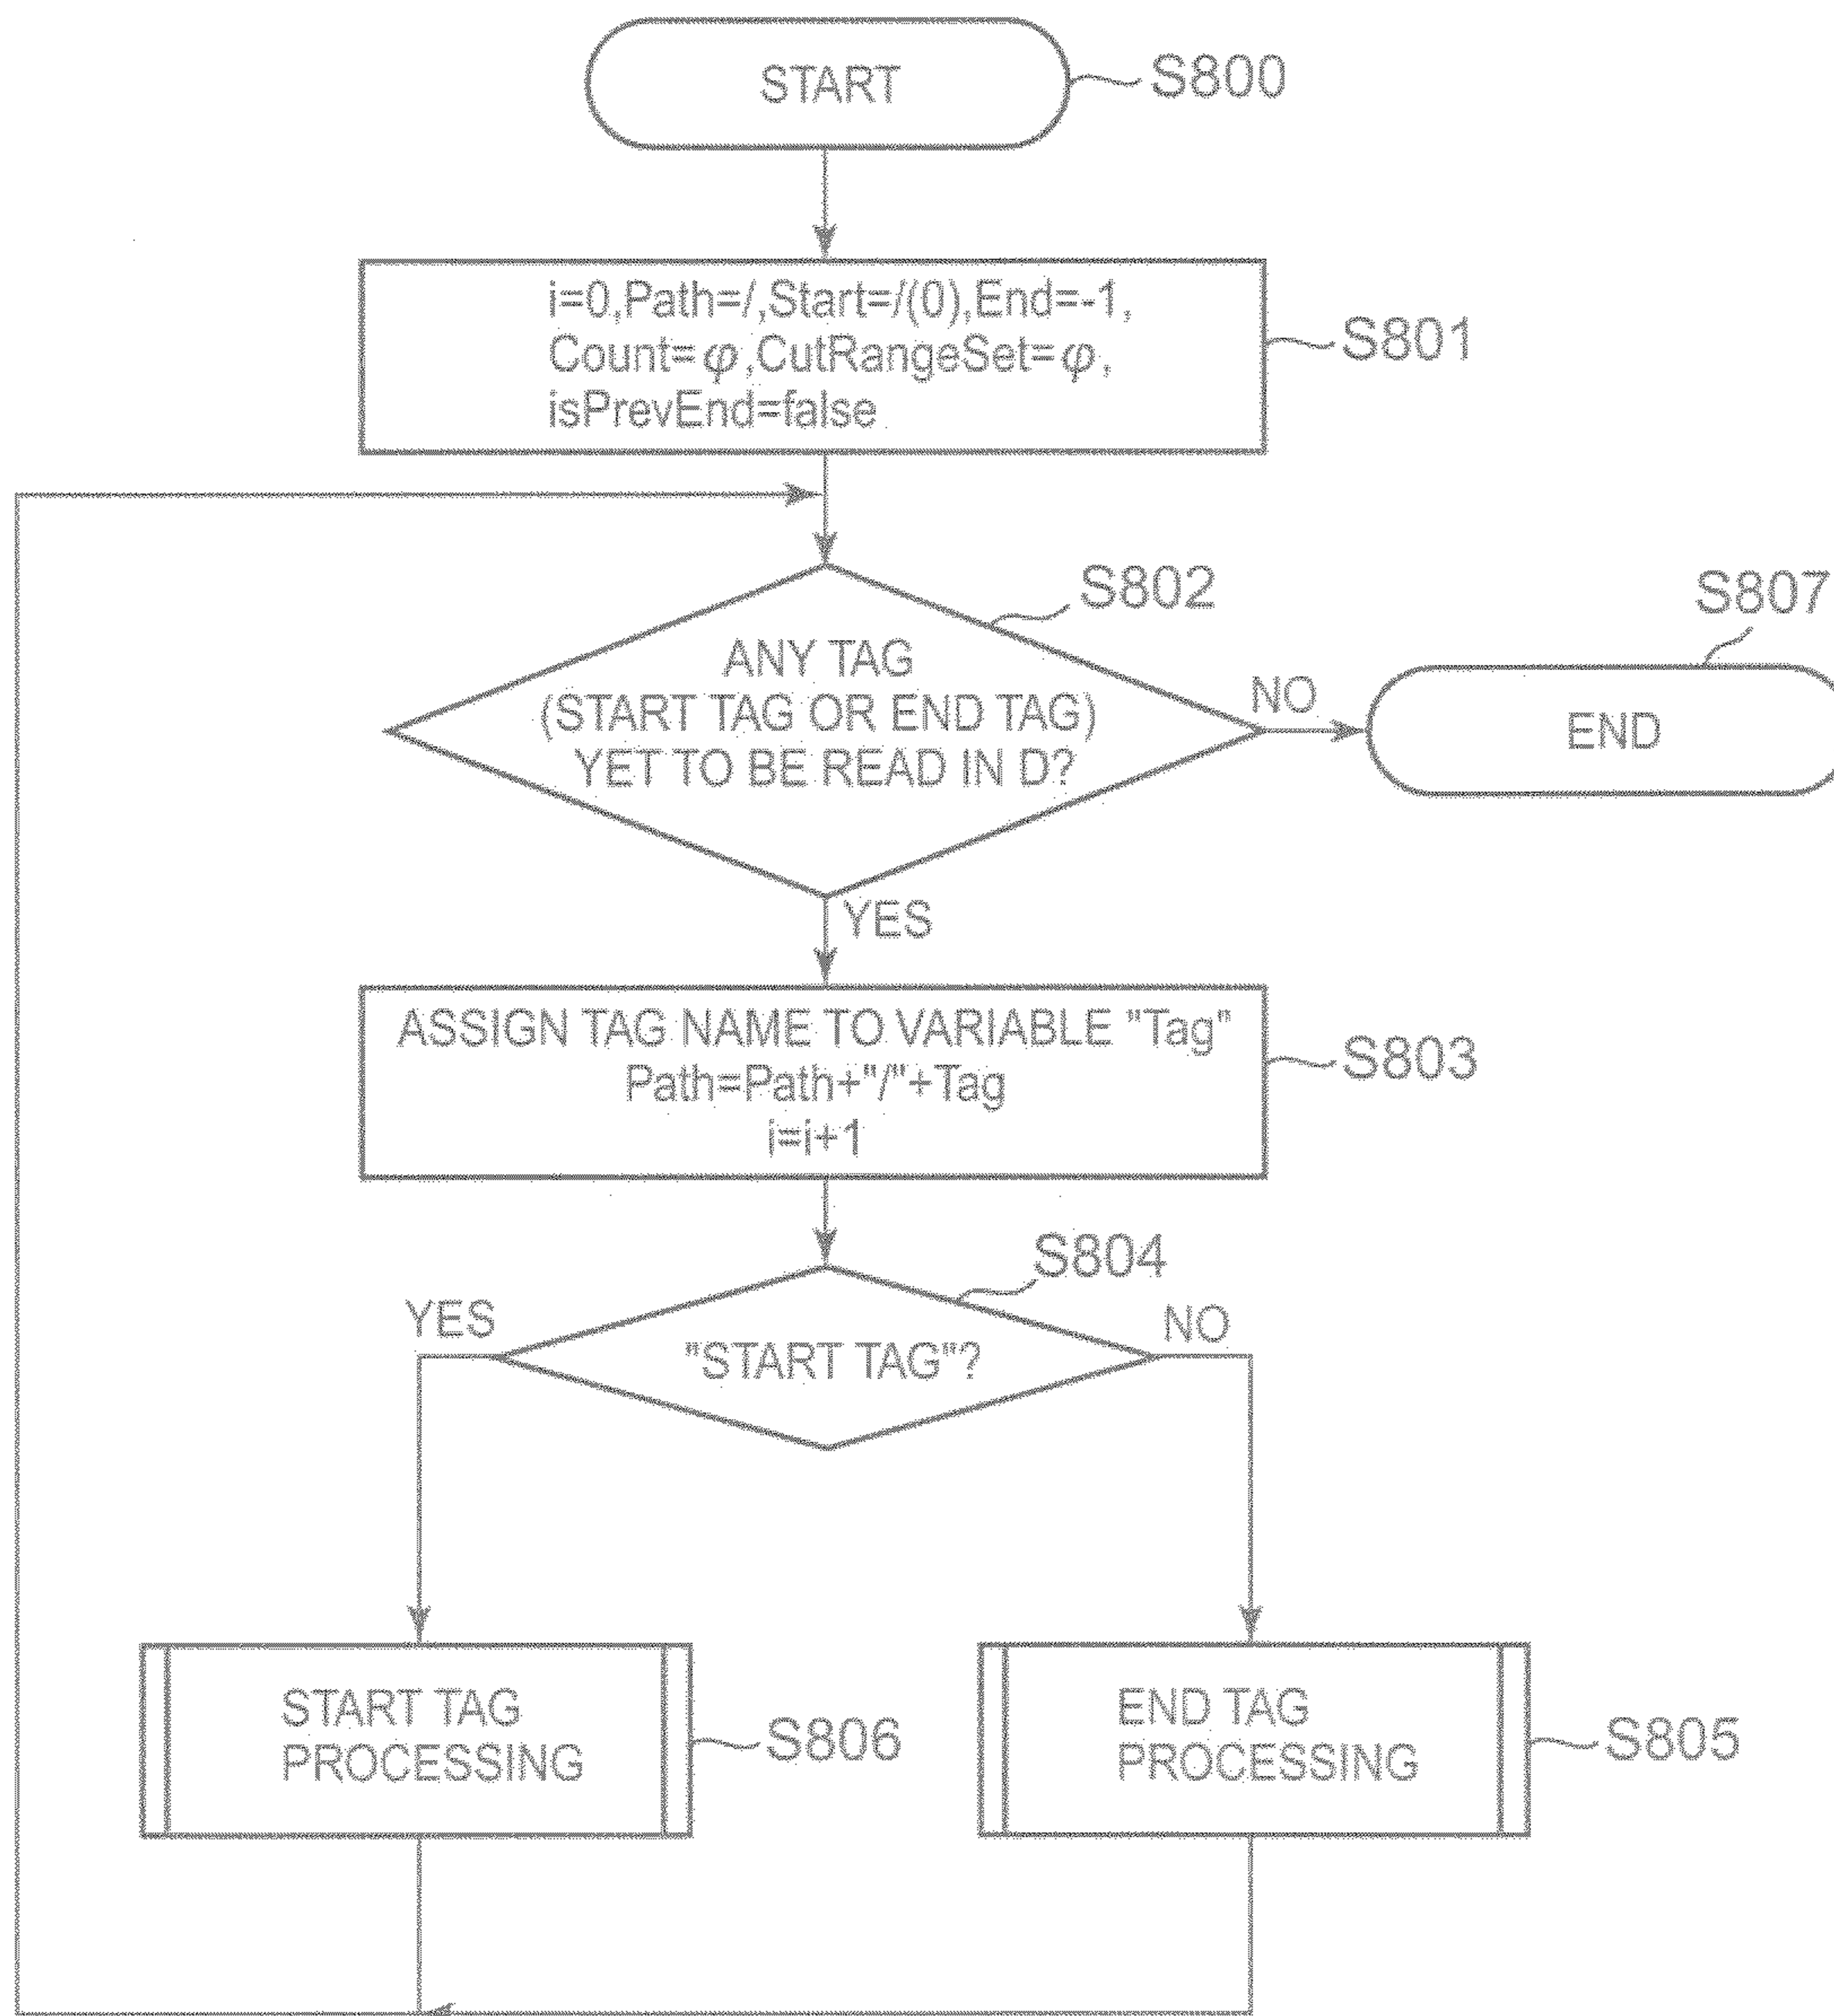 START
S800
i=0,Path=/,Start=/(0),End=-1,
Count=φ,CutRangeSet=φ,
isPrevEnd=false
S801
S802
S807
ANY TAG
(START TAG OR END TAG)
YET TO BE READ IN D?
NO
END
YES
ASSIGN TAG NAME TO VARIABLE "Tag"
Path=Path+"/"+Tag
i=i+1
S803
S804
YES
NO
"START TAG"?
START TAG
PROCESSING
S806
END TAG
PROCESSING
S805